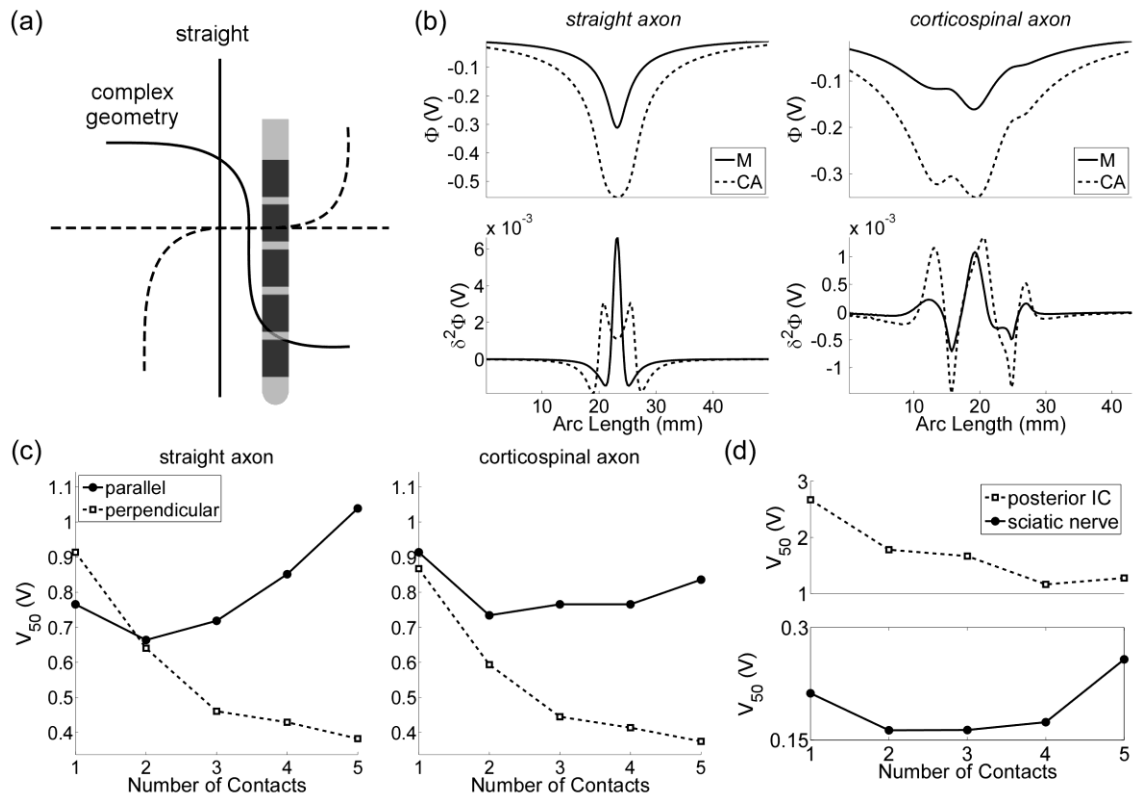 (a)
straight
complex
geometry
(b)
straight axon
corticospinal axon
Φ (V)
-0.1
-0.2
-0.3
-0.4
-0.5
M
CA
Φ (V)
-0.1
-0.2
-0.3
M
CA
x 10⁻³
δ²Φ (V)
6
4
2
0
10 20 30 40
Arc Length (mm)
x 10⁻³
δ²Φ (V)
1
0.5
0
-0.5
-1
10 20 30 40
Arc Length (mm)
(c)
straight axon
corticospinal axon
parallel
perpendicular
V₅₀ (V)
1.1
1
0.9
0.8
0.7
0.6
0.5
0.4
1 2 3 4 5
Number of Contacts
1.1
1
0.9
0.8
0.7
0.6
0.5
0.4
1 2 3 4 5
Number of Contacts
(d)
posterior IC
sciatic nerve
V₅₀ (V)
3
2
1
V₅₀ (V)
0.3
0.15
1 2 3 4 5
Number of Contacts